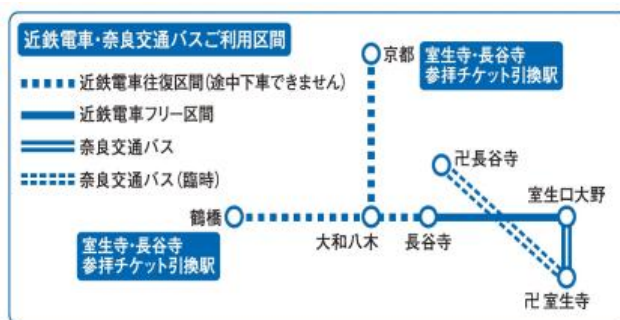 近鉄電車・奈良交通バスご利用区間
近鉄電車往復区間(途中下車できません)
近鉄電車フリー区間
奈良交通バス
奈良交通バス(臨時)
京都
室生寺・長谷寺
参拝チケット引換駅
卍長谷寺
室生口大野
鶴橋
大和八木
長谷寺
室生寺・長谷寺
参拝チケット引換駅
卍室生寺